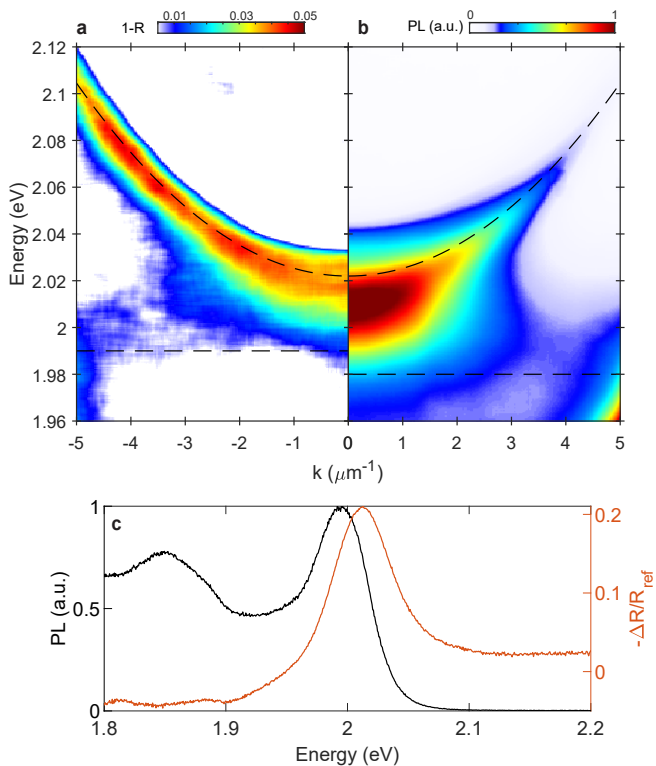 a 1-R 0.01 0.03 0.05
b PL (a.u.) 0 1
2.12
2.1
2.08
2.06
2.04
2.02
2
1.98
1.96
Energy (eV)
-5 -4 -3 -2 -1 0 1 2 3 4 5
k (μm⁻¹)
c
1
0.5
0
PL (a.u.)
0.2
0.1
0
-ΔR/R_ref
1.8 1.9 2 2.1 2.2
Energy (eV)